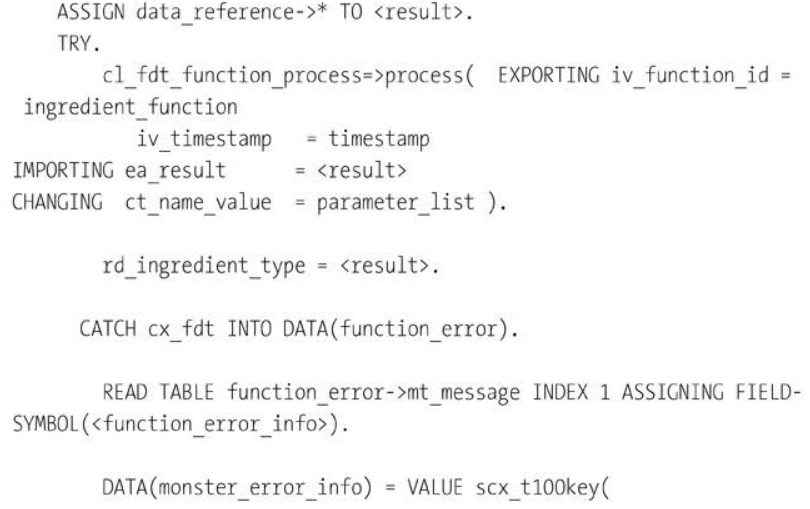 ASSIGN data_reference->* TO <result>.
TRY.
cl_fdt_function_process=>process( EXPORTING iv_function_id =
ingredient_function
iv_timestamp = timestamp
IMPORTING ea_result = <result>
CHANGING ct_name_value = parameter_list ).
rd_ingredient_type = <result>.
CATCH cx_fdt INTO DATA(function_error).
READ TABLE function_error->mt_message INDEX 1 ASSIGNING FIELD-
SYMBOL(<function_error_info>).
DATA(monster_error_info) = VALUE scx_t100key(